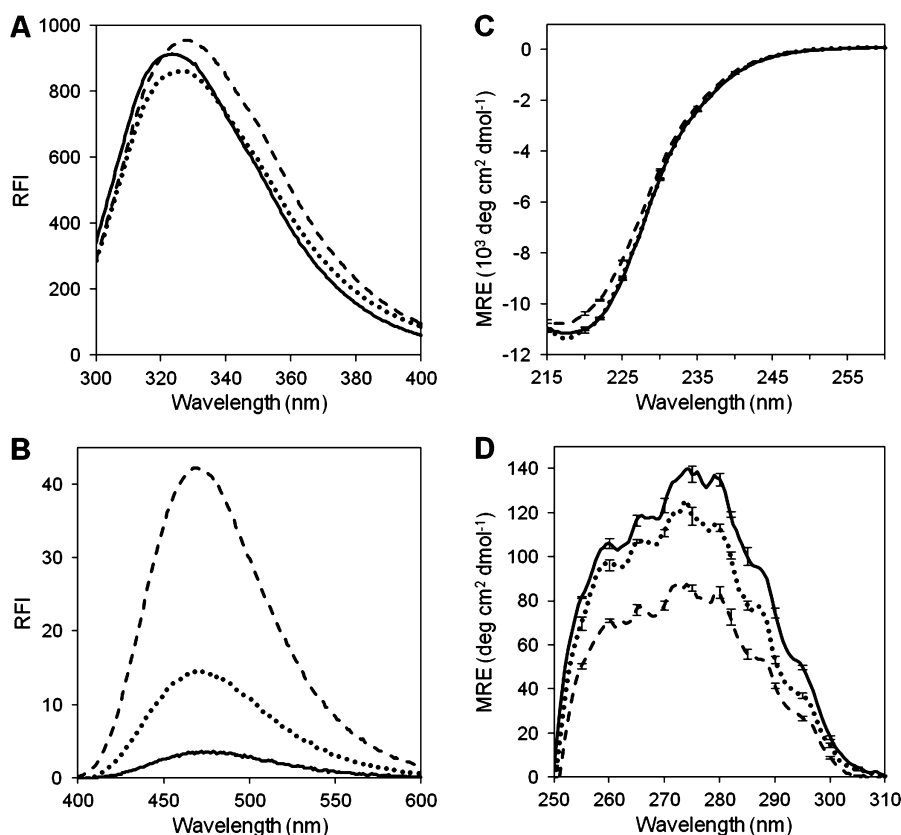 A
1000
800
600
400
200
0
RFI
300 320 340 360 380 400
Wavelength (nm)
C
0
-2
-4
-6
-8
-10
-12
MRE (10³ deg cm² dmol⁻¹)
215 225 235 245 255
Wavelength (nm)
B
40
30
20
10
0
RFI
400 450 500 550 600
Wavelength (nm)
D
140
120
100
80
60
40
20
0
MRE (deg cm² dmol⁻¹)
250 260 270 280 290 300 310
Wavelength (nm)